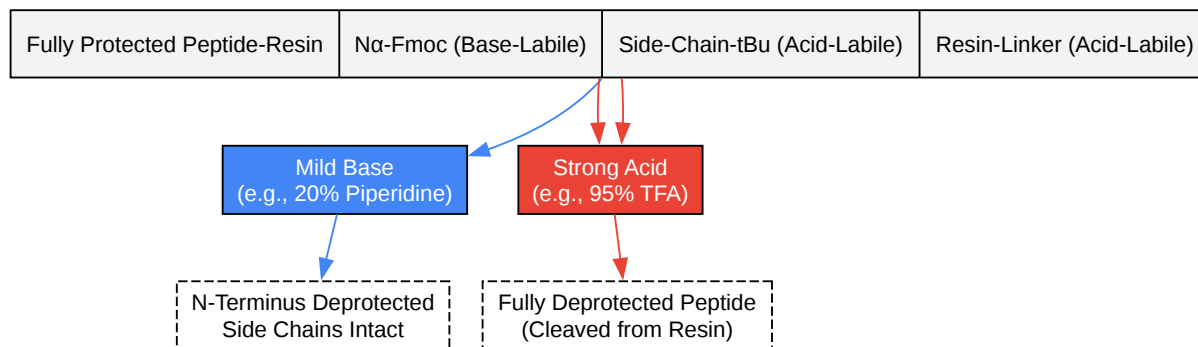 Fully Protected Peptide-Resin
Nα-Fmoc (Base-Labile)
Side-Chain-tBu (Acid-Labile)
Resin-Linker (Acid-Labile)
Mild Base
(e.g., 20% Piperidine)
Strong Acid
(e.g., 95% TFA)
N-Terminus Deprotected
Side Chains Intact
Fully Deprotected Peptide
(Cleaved from Resin)